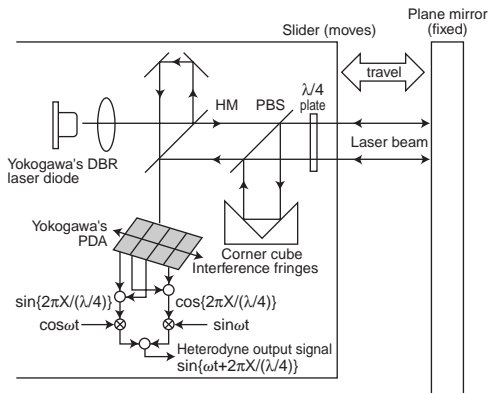 Plane mirror
(fixed)
Slider (moves)
travel
HM
PBS
λ/4
plate
Laser beam
Yokogawa's DBR
laser diode
Yokogawa's
PDA
Corner cube
Interference fringes
sin{2πX/(λ/4)}
cos{2πX/(λ/4)}
cosωt
sinωt
Heterodyne output signal
sin{ωt+2πX/(λ/4)}